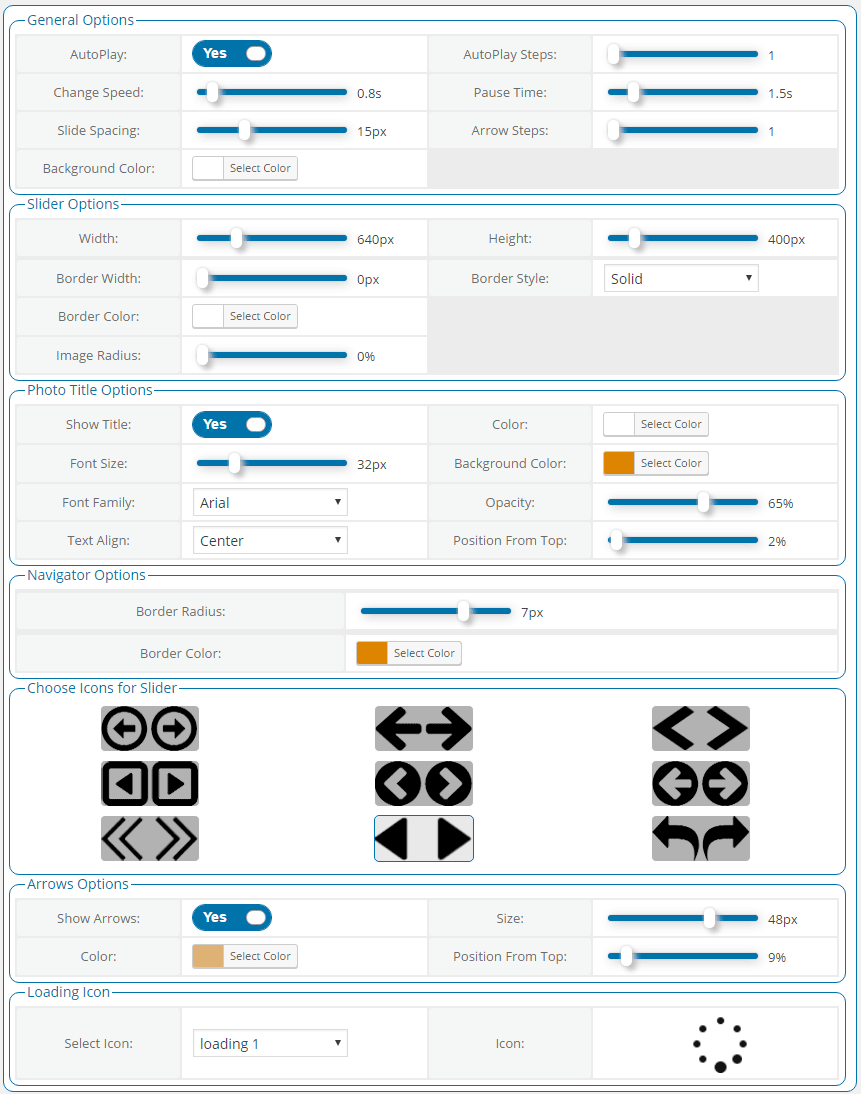 General Options
AutoPlay: Yes AutoPlay Steps: 1
Change Speed: 0.8s Pause Time: 1.5s
Slide Spacing: 15px Arrow Steps: 1
Background Color: Select Color
Slider Options
Width: 640px Height: 400px
Border Width: 0px Border Style: Solid
Border Color: Select Color
Image Radius: 0%
Photo Title Options
Show Title: Yes Color: Select Color
Font Size: 32px Background Color: Select Color
Font Family: Arial Opacity: 65%
Text Align: Center Position From Top: 2%
Navigator Options
Border Radius: 7px
Border Color: Select Color
Choose Icons for Slider
Arrows Options
Show Arrows: Yes Size: 48px
Color: Select Color Position From Top: 9%
Loading Icon
Select Icon: loading 1 Icon: